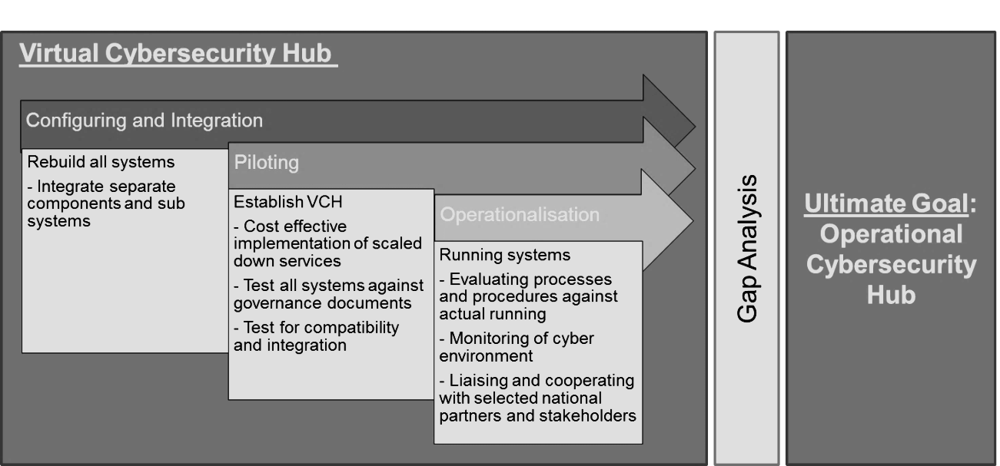 Virtual Cybersecurity Hub
Configuring and Integration
Rebuild all systems
- Integrate separate
components and sub
systems
Piloting
Establish VCH
- Cost effective
implementation of scaled
down services
- Test all systems against
governance documents
- Test for compatibility
and integration
Operationalisation
Running systems
- Evaluating processes
and procedures against
actual running
- Monitoring of cyber
environment
- Liaising and cooperating
with selected national
partners and stakeholders
Gap Analysis
Ultimate Goal:
Operational
Cybersecurity
Hub